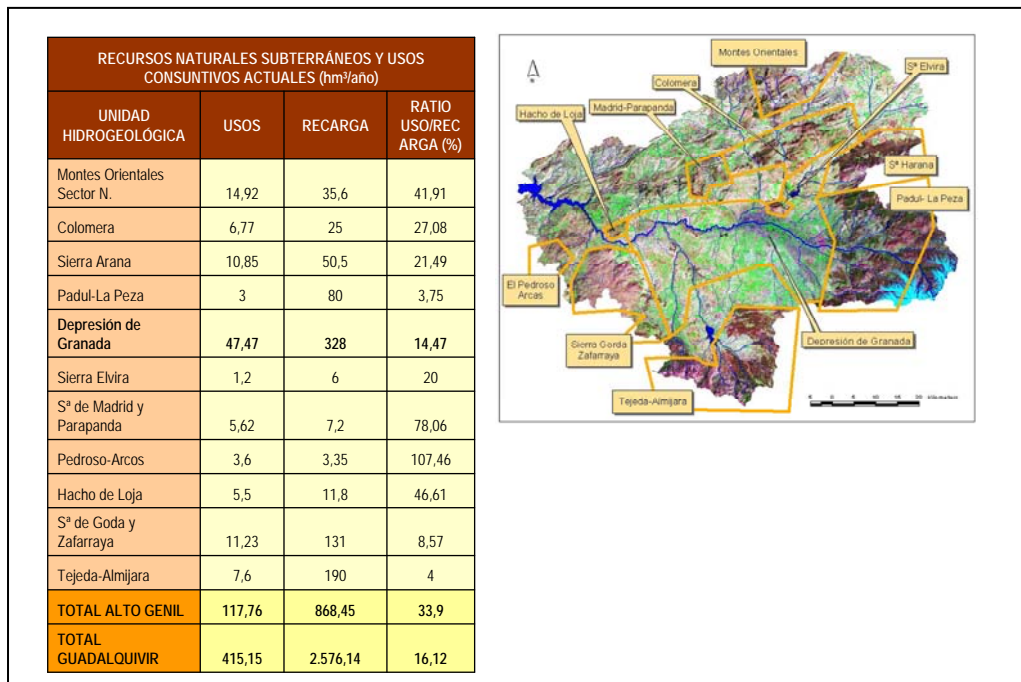 RECURSOS NATURALES SUBTERRÁNEOS Y USOS
CONSUNTIVOS ACTUALES (hm³/año)
UNIDAD
HIDROGEOLÓGICA
USOS
RECARGA
RATIO
USO/REC
ARGA (%)
Montes Orientales
Sector N.
14,92
35,6
41,91
Colomera
6,77
25
27,08
Sierra Arana
10,85
50,5
21,49
Padul-La Peza
3
80
3,75
Depresión de
Granada
47,47
328
14,47
Sierra Elvira
1,2
6
20
Sª de Madrid y
Parapanda
5,62
7,2
78,06
Pedroso-Arcos
3,6
3,35
107,46
Hacho de Loja
5,5
11,8
46,61
Sª de Goda y
Zafarraya
11,23
131
8,57
Tejeda-Almijara
7,6
190
4
TOTAL ALTO GENIL
117,76
868,45
33,9
TOTAL
GUADALQUIVIR
415,15
2.576,14
16,12
Montes Orientales
Sª Elvira
Colomera
Madrid-Parapanda
Hacho de Loja
Sª Harana
Padul- La Peza
El Pedroso
Arcas
Sierra Gorda
Zafarraya
Depresión de Granada
Tejeda-Almijara